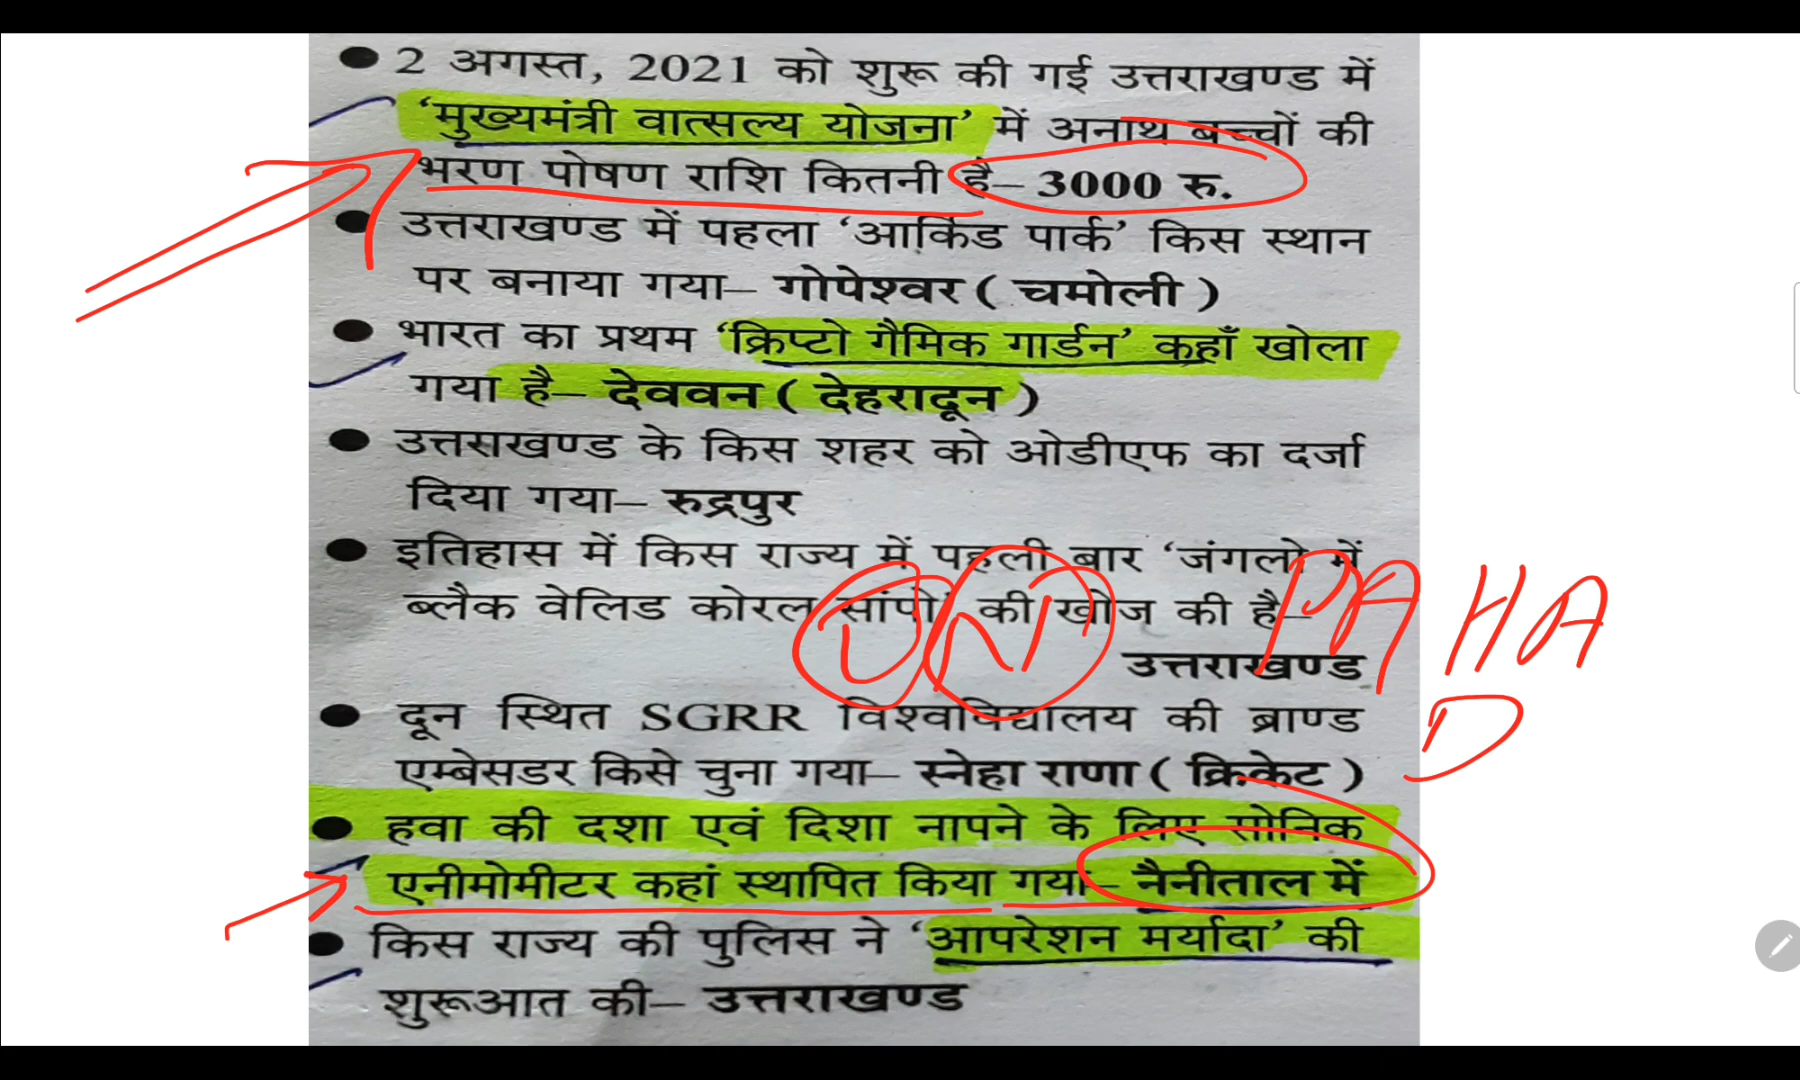 2 अगस्त, 2021 को शुरू की गई उत्तराखण्ड में
‘मुख्यमंत्री वात्सल्य योजना’ में अनाथ बच्चों की
भरण पोषण राशि कितनी है– 3000 रु.
उत्तराखण्ड में पहला ‘आर्किड पार्क’ किस स्थान
पर बनाया गया– गोपेश्वर ( चमोली )
भारत का प्रथम ‘क्रिप्टो गैमिक गार्डन’ कहाँ खोला
गया है– देववन ( देहरादून )
उत्तराखण्ड के किस शहर को ओडीएफ का दर्जा
दिया गया– रुद्रपुर
इतिहास में किस राज्य में पहली बार ‘जंगलो में
ब्लैक वेलिड कोरल सांपो’ की खोज की है–
उत्तराखण्ड
UNI
PAHA
D
दून स्थित SGRR विश्वविद्यालय की ब्राण्ड
एम्बेसडर किसे चुना गया– स्नेहा राणा ( क्रिकेट )
हवा की दशा एवं दिशा नापने के लिए सोनिक
एनीमोमीटर कहां स्थापित किया गया– नैनीताल में
किस राज्य की पुलिस ने ‘आपरेशन मर्यादा’ की
शुरूआत की– उत्तराखण्ड